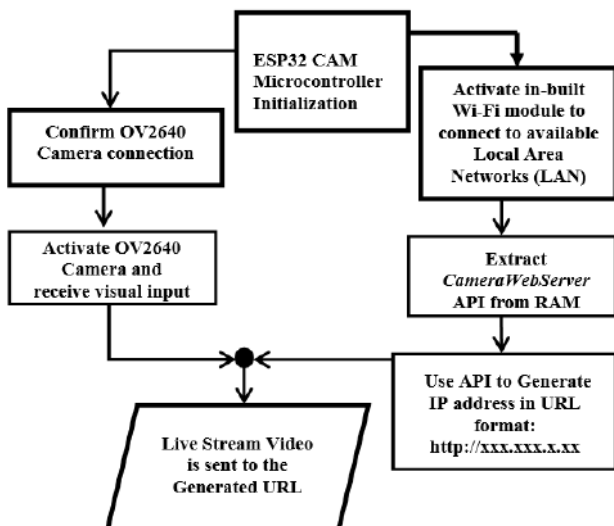 ESP32 CAM
Microcontroller
Initialization
Confirm OV2640
Camera connection
Activate OV2640
Camera and
receive visual input
Activate in-built
Wi-Fi module to
connect to available
Local Area
Networks (LAN)
Extract
CameraWebServer
API from RAM
Use API to Generate
IP address in URL
format:
http://xxx.xxx.x.xx
Live Stream Video
is sent to the
Generated URL